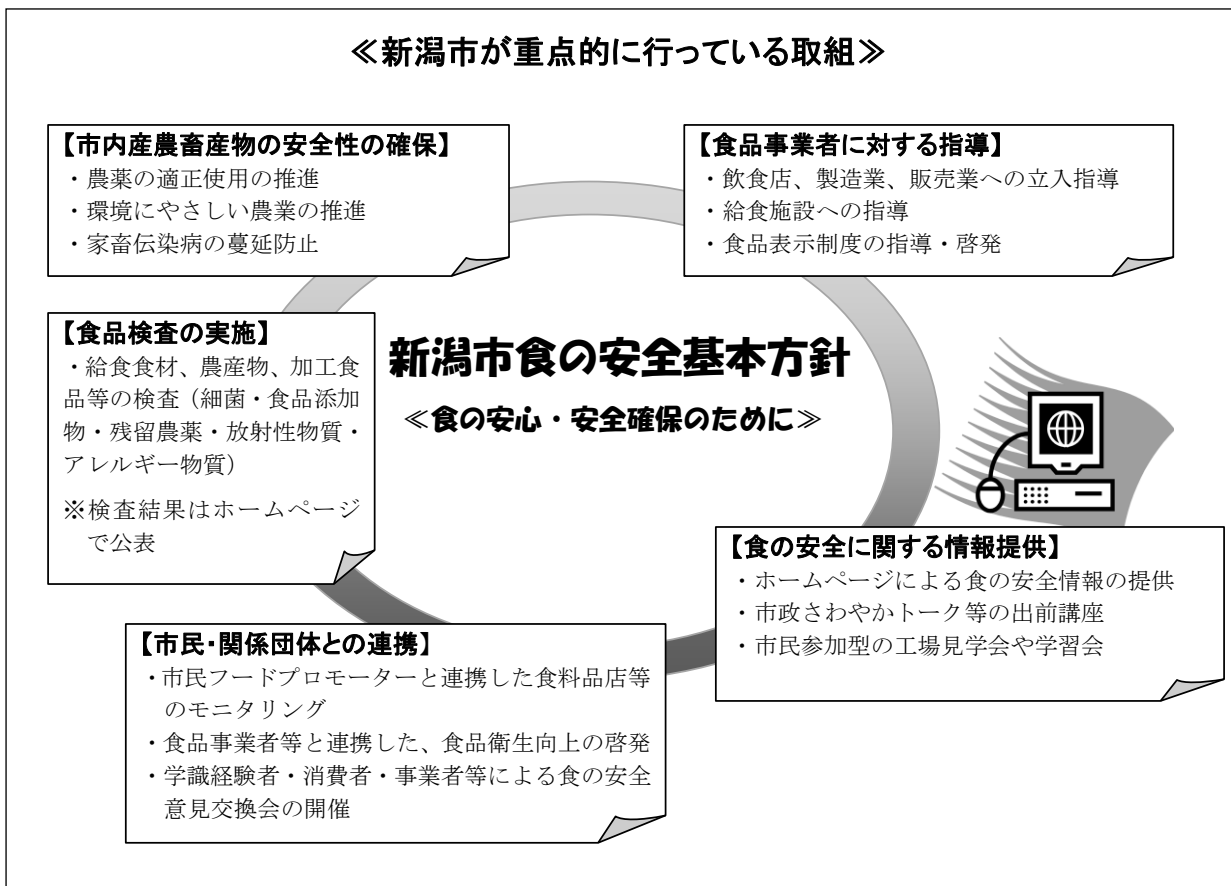 ≪新潟市が重点的に行っている取組≫
【市内産農畜産物の安全性の確保】
・農薬の適正使用の推進
・環境にやさしい農業の推進
・家畜伝染病の蔓延防止
【食品事業者に対する指導】
・飲食店、製造業、販売業への立入指導
・給食施設への指導
・食品表示制度の指導・啓発
【食品検査の実施】
・給食食材、農産物、加工食
品等の検査（細菌・食品添加
物・残留農薬・放射性物質・
アレルギー物質）
※検査結果はホームページ
で公表
新潟市食の安全基本方針
≪食の安心・安全確保のために≫
【食の安全に関する情報提供】
・ホームページによる食の安全情報の提供
・市政さわやかトーク等の出前講座
・市民参加型の工場見学会や学習会
【市民・関係団体との連携】
・市民フードプロモーターと連携した食料品店等
のモニタリング
・食品事業者等と連携した、食品衛生向上の啓発
・学識経験者・消費者・事業者等による食の安全
意見交換会の開催